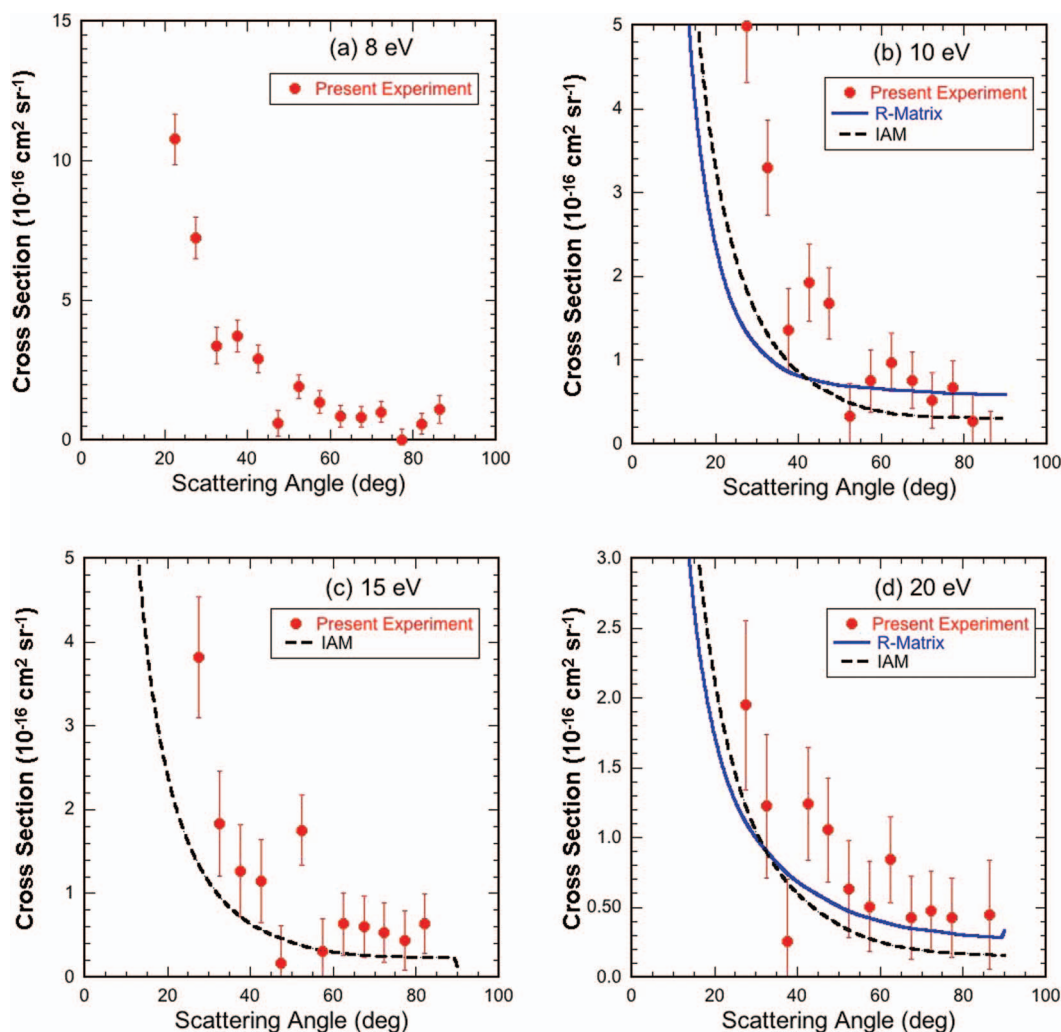 (a) 8 eV
Present Experiment
Cross Section (10-16 cm2 sr-1)
15
10
5
0
0 20 40 60 80 100
Scattering Angle (deg)
(b) 10 eV
Present Experiment
R-Matrix
IAM
Cross Section (10-16 cm2 sr-1)
5
4
3
2
1
0
0 20 40 60 80 100
Scattering Angle (deg)
(c) 15 eV
Present Experiment
IAM
Cross Section (10-16 cm2 sr-1)
5
4
3
2
1
0
0 20 40 60 80 100
Scattering Angle (deg)
(d) 20 eV
Present Experiment
R-Matrix
IAM
Cross Section (10-16 cm2 sr-1)
3.0
2.5
2.0
1.5
1.0
0.50
0.0
0 20 40 60 80 100
Scattering Angle (deg)